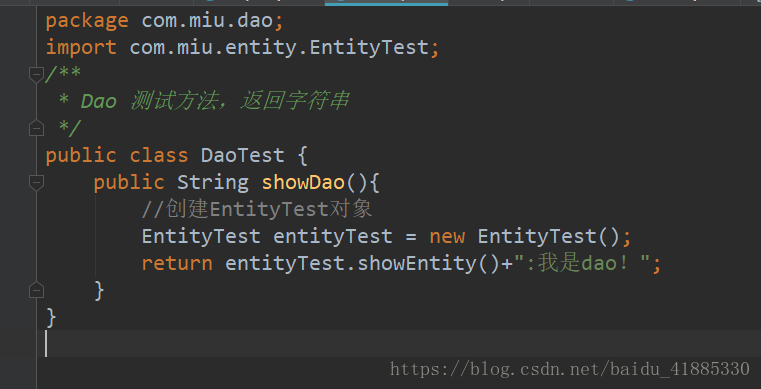 package com.miu.dao;
import com.miu.entity.EntityTest;
/**
 * Dao 测试方法，返回字符串
 */
public class DaoTest {
    public String showDao(){
        //创建EntityTest对象
        EntityTest entityTest = new EntityTest();
        return entityTest.showEntity()+":我是dao！";
    }
}
https://blog.csdn.net/baidu_41885330